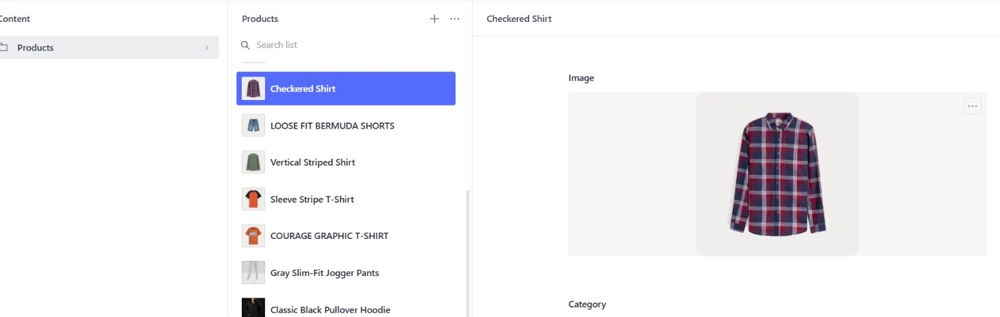 Content
Products
Products
Search list
Checkered Shirt
LOOSE FIT BERMUDA SHORTS
Vertical Striped Shirt
Sleeve Stripe T-Shirt
COURAGE GRAPHIC T-SHIRT
Gray Slim-Fit Jogger Pants
Classic Black Pullover Hoodie
Checkered Shirt
Image
Category